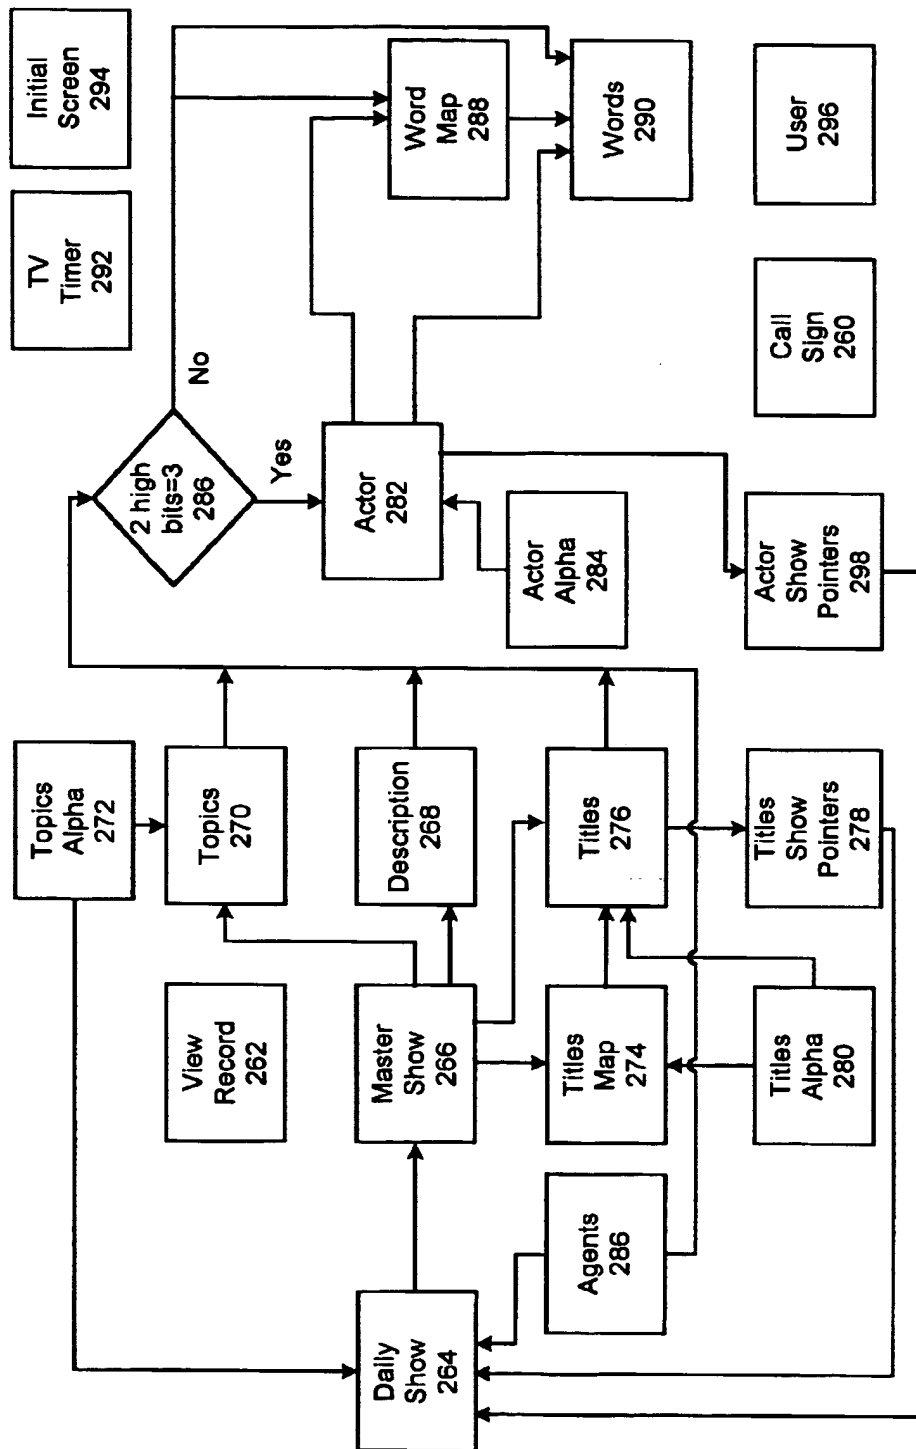 Topics
Alpha
272
TV
Timer
292
Initial
Screen
294
View
Record
262
Topics
270
2 high
bits=3
286
No
Yes
Daily
Show
264
Master
Show
266
Description
268
Actor
282
Word
Map
288
Agents
286
Titles
Map
274
Titles
276
Actor
Alpha
284
Words
290
Titles
Alpha
280
Titles
Show
Pointers
278
Actor
Show
Pointers
298
Call
Sign
260
User
296